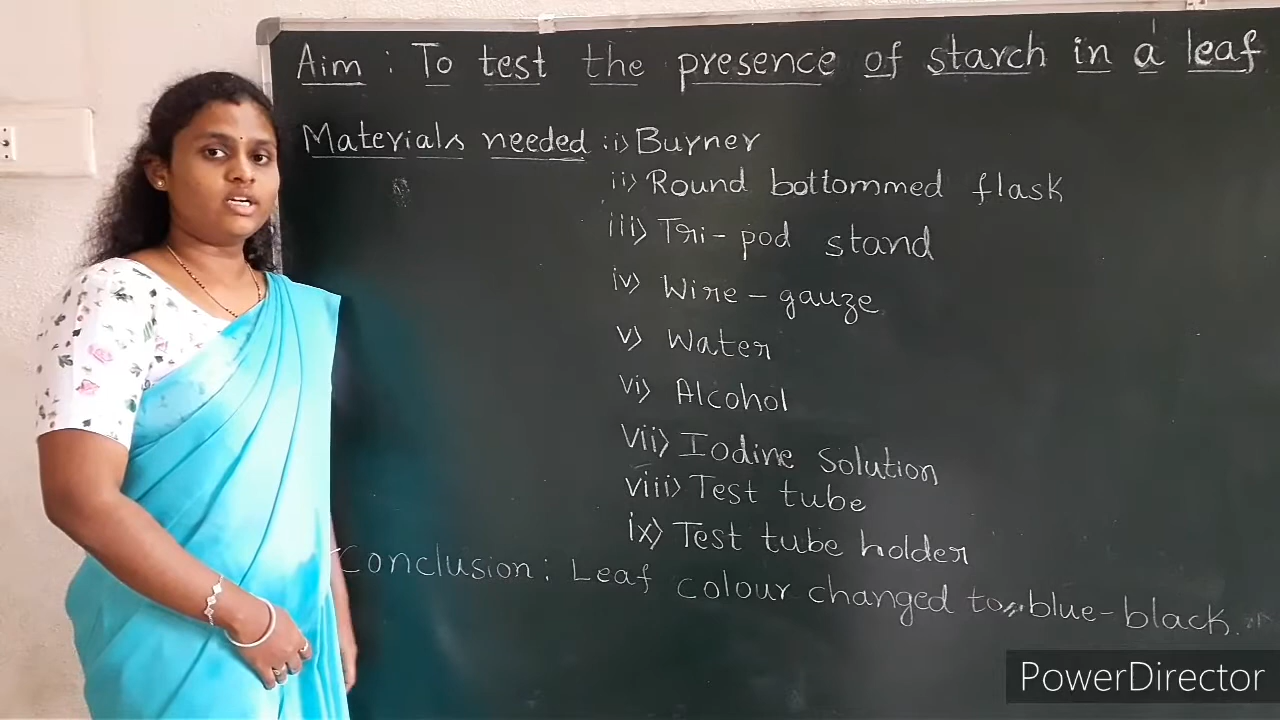 Aim : To test the presence of starch in a leaf
Materials needed : i) Burner
ii) Round bottommed flask
iii) Tri-pod stand
iv) Wire-gauze
v) Water
vi) Alcohol
vii) Iodine solution
viii) Test tube
ix) Test tube holder
Conclusion: Leaf colour changed to blue-black.
PowerDirector